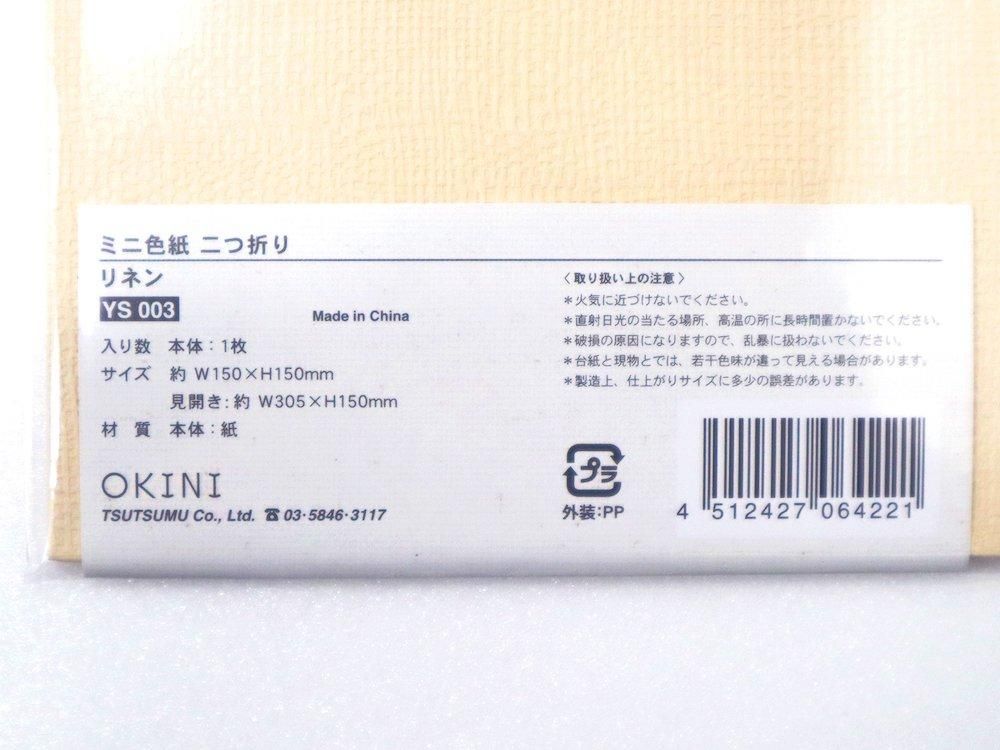 ミニ色紙 二つ折り
リネン
YS 003
Made in China
入り数 本体：1枚
サイズ 約 W150×H150mm
見開き：約 W305×H150mm
材 質 本体：紙
OKINI
TSUTSUMU Co., Ltd. ☎ 03･5846･3117
〈 取り扱い上の注意 〉
＊火気に近づけないでください。
＊直射日光の当たる場所、高温の所に長時間置かないでください。
＊破損の原因になりますので、乱暴に扱わないでください。
＊台紙と現物とでは、若干色味が違って見える場合があります。
＊製造上、仕上がりサイズに多少の誤差があります。
プラ
外装：PP
4 512427 064221